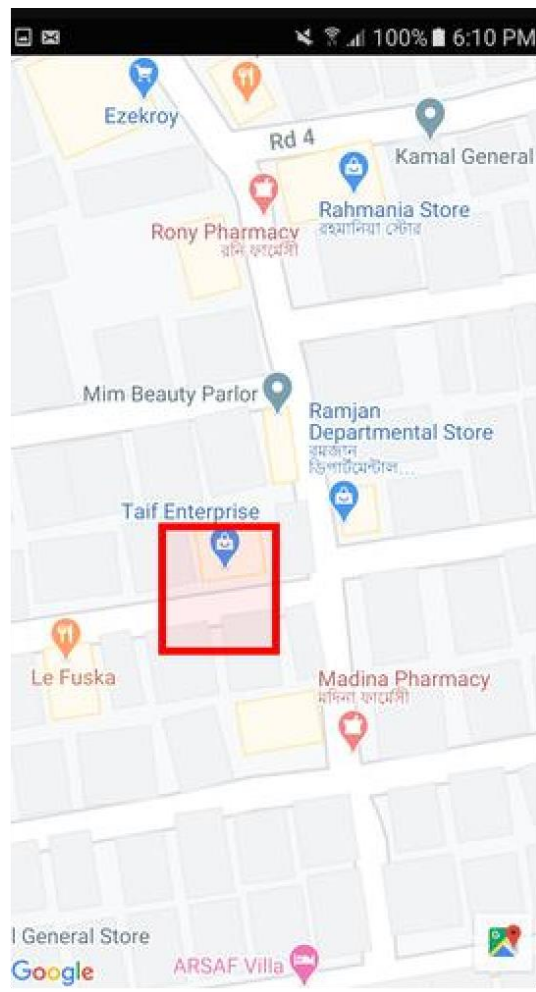 100% 6:10 PM
Ezekroy
Rd 4
Kamal General
Rahmania Store
রহমানিয়া স্টোর
Rony Pharmacy
রনি ফার্মেসী
Mim Beauty Parlor
Ramjan
Departmental Store
রমজান
ডিপার্টমেন্টাল...
Taif Enterprise
Le Fuska
Madina Pharmacy
মদিনা ফার্মেসী
l General Store
Google
ARSAF Villa